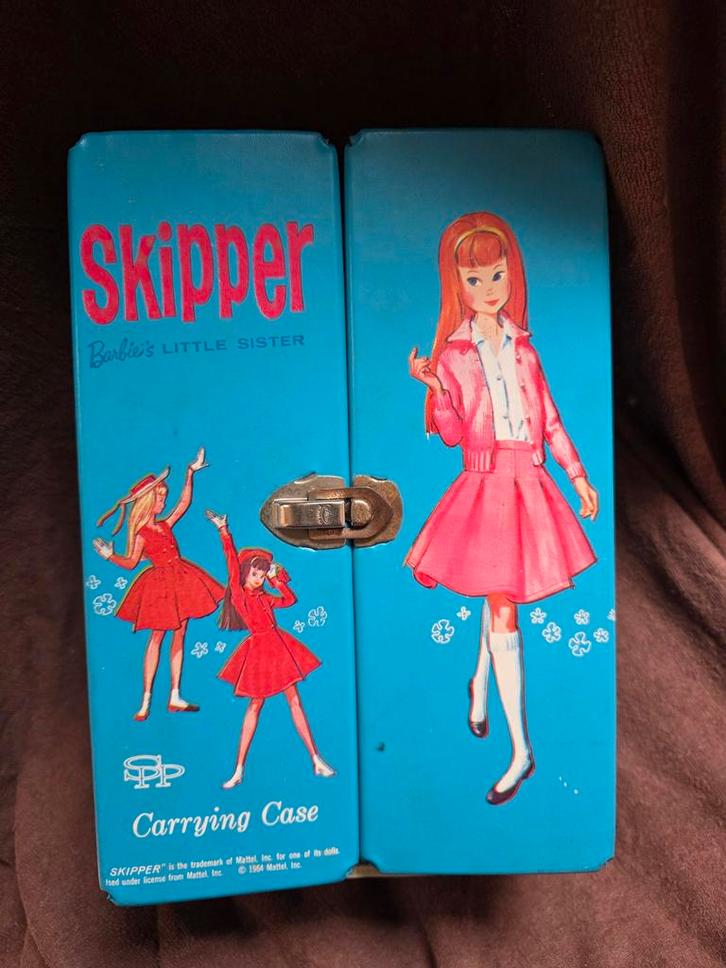 Skipper
Barbie's LITTLE SISTER
SPP
Carrying Case
SKIPPER" is the trademark of Mattel, Inc. for one of its dolls.
sed under license from Mattel, Inc. © 1964 Mattel, Inc.